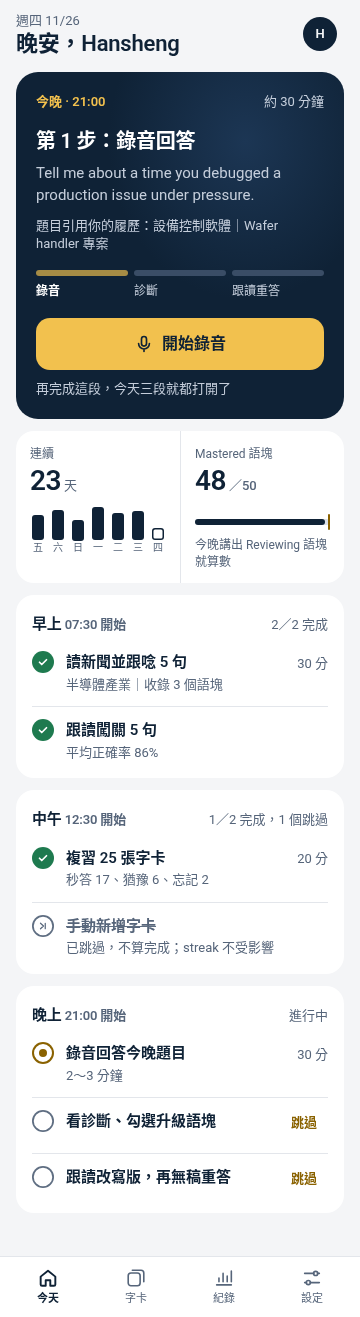 週四 11/26
晚安，Hansheng
H
今晚 · 21:00
約 30 分鐘
第 1 步：錄音回答
Tell me about a time you debugged a
production issue under pressure.
題目引用你的履歷：設備控制軟體｜Wafer
handler 專案
錄音
診斷
跟讀重答
開始錄音
再完成這段，今天三段就都打開了
連續
23 天
五 六 日 一 二 三 四
Mastered 語塊
48 ／50
今晚講出 Reviewing 語塊
就算數
早上 07:30 開始
2／2 完成
讀新聞並跟唸 5 句
30 分
半導體產業｜收錄 3 個語塊
跟讀闖關 5 句
平均正確率 86%
中午 12:30 開始
1／2 完成，1 個跳過
複習 25 張字卡
20 分
秒答 17、猶豫 6、忘記 2
手動新增字卡
已跳過，不算完成；streak 不受影響
晚上 21:00 開始
進行中
錄音回答今晚題目
30 分
2～3 分鐘
看診斷、勾選升級語塊
跳過
跟讀改寫版，再無稿重答
跳過
今天
字卡
紀錄
設定